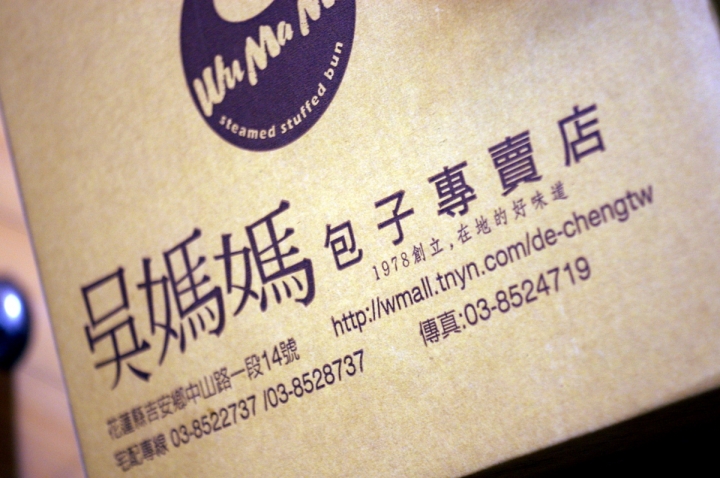 Wu Ma Ma
steamed stuffed bun
吳媽媽 包子專賣店
1978創立,在地的好味道
http://wmall.tnyn.com/de-chengtw
花蓮縣吉安鄉中山路一段14號
宅配專線 03-8522737 /03-8528737
傳真:03-8524719